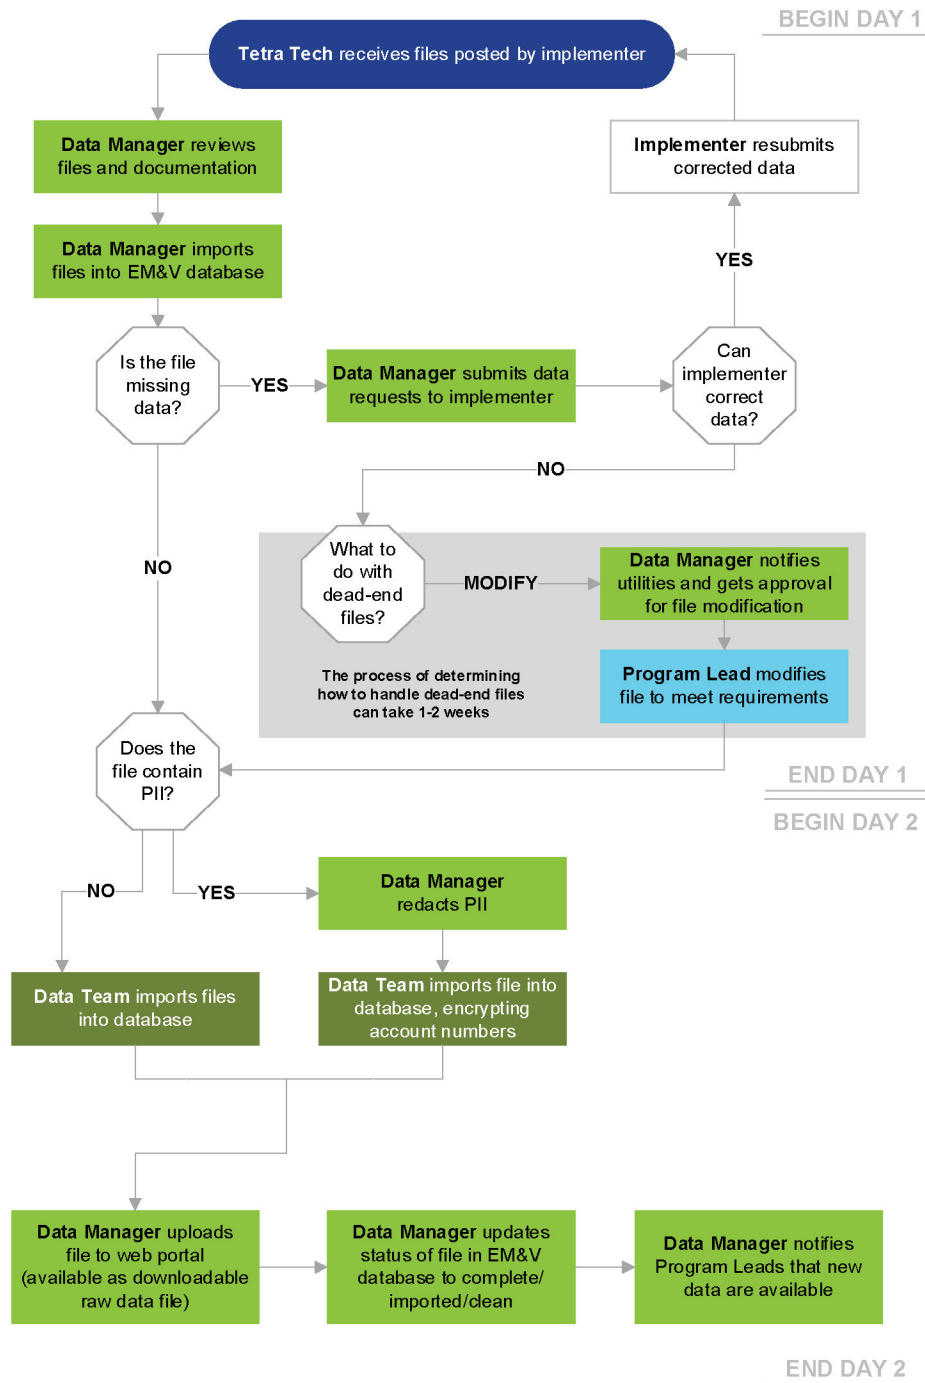 BEGIN DAY 1
Tetra Tech receives files posted by implementer
Data Manager reviews
files and documentation
Implementer resubmits
corrected data
Data Manager imports
files into EM&V database
YES
Is the file
missing
data?
YES
Data Manager submits data
requests to implementer
Can
implementer
correct
data?
NO
NO
What to
do with
dead-end
files?
MODIFY
Data Manager notifies
utilities and gets approval
for file modification
The process of determining
how to handle dead-end files
can take 1-2 weeks
Program Lead modifies
file to meet requirements
Does the
file contain
PII?
END DAY 1
BEGIN DAY 2
NO
YES
Data Manager
redacts PII
Data Team imports files
into database
Data Team imports file into
database, encrypting
account numbers
Data Manager uploads
file to web portal
(available as downloadable
raw data file)
Data Manager updates
status of file in EM&V
database to complete/
imported/clean
Data Manager notifies
Program Leads that new
data are available
END DAY 2